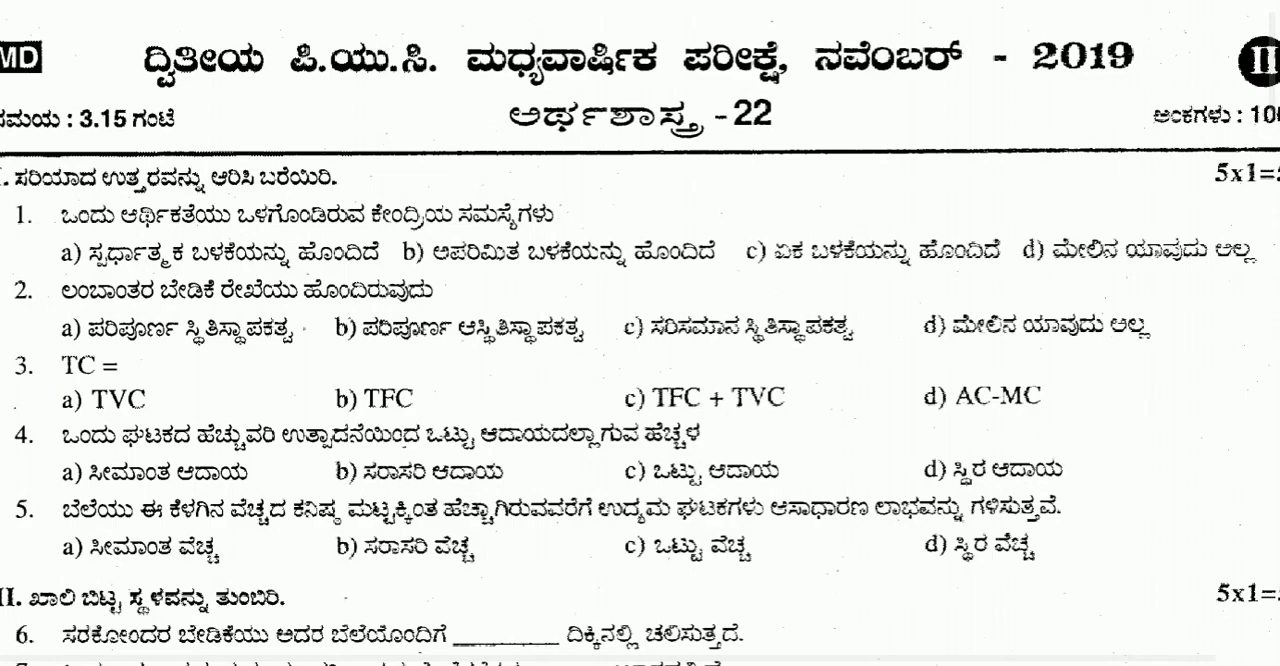 MD ದ್ವಿತೀಯ ಪಿ.ಯು.ಸಿ. ಮಧ್ಯವಾರ್ಷಿಕ ಪರೀಕ್ಷೆ, ನವೆಂಬರ್ - 2019 II
ಸಮಯ : 3.15 ಗಂಟೆ ಅರ್ಥಶಾಸ್ತ್ರ - 22 ಅಂಕಗಳು : 100
I. ಸರಿಯಾದ ಉತ್ತರವನ್ನು ಆರಿಸಿ ಬರೆಯಿರಿ. 5x1=5
1. ಒಂದು ಆರ್ಥಿಕತೆಯು ಒಳಗೊಂಡಿರುವ ಕೇಂದ್ರಿಯ ಸಮಸ್ಯೆಗಳು
a) ಸ್ಪರ್ಧಾತ್ಮಕ ಬಳಕೆಯನ್ನು ಹೊಂದಿದೆ b) ಅಪರಿಮಿತ ಬಳಕೆಯನ್ನು ಹೊಂದಿದೆ c) ಏಕ ಬಳಕೆಯನ್ನು ಹೊಂದಿದೆ d) ಮೇಲಿನ ಯಾವುದು ಅಲ್ಲ
2. ಲಂಬಾಂತರ ಬೇಡಿಕೆ ರೇಖೆಯು ಹೊಂದಿರುವುದು
a) ಪರಿಪೂರ್ಣ ಸ್ಥಿತಿಸ್ಥಾಪಕತ್ವ b) ಪರಿಪೂರ್ಣ ಅಸ್ಥಿತಿಸ್ಥಾಪಕತ್ವ c) ಸರಿಸಮಾನ ಸ್ಥಿತಿಸ್ಥಾಪಕತ್ವ d) ಮೇಲಿನ ಯಾವುದು ಅಲ್ಲ
3. TC =
a) TVC b) TFC c) TFC + TVC d) AC-MC
4. ಒಂದು ಘಟಕದ ಹೆಚ್ಚುವರಿ ಉತ್ಪಾದನೆಯಿಂದ ಒಟ್ಟು ಆದಾಯದಲ್ಲಾಗುವ ಹೆಚ್ಚಳ
a) ಸೀಮಾಂತ ಆದಾಯ b) ಸರಾಸರಿ ಆದಾಯ c) ಒಟ್ಟು ಆದಾಯ d) ಸ್ಥಿರ ಆದಾಯ
5. ಬೆಲೆಯು ಈ ಕೆಳಗಿನ ವೆಚ್ಚದ ಕನಿಷ್ಠ ಮಟ್ಟಕ್ಕಿಂತ ಹೆಚ್ಚಾಗಿರುವವರೆಗೆ ಉದ್ಯಮ ಘಟಕಗಳು ಅಸಾಧಾರಣ ಲಾಭವನ್ನು ಗಳಿಸುತ್ತವೆ.
a) ಸೀಮಾಂತ ವೆಚ್ಚ b) ಸರಾಸರಿ ವೆಚ್ಚ c) ಒಟ್ಟು ವೆಚ್ಚ d) ಸ್ಥಿರ ವೆಚ್ಚ
II. ಖಾಲಿ ಬಿಟ್ಟ ಸ್ಥಳವನ್ನು ತುಂಬಿರಿ. 5x1=5
6. ಸರಕೋಂದರ ಬೇಡಿಕೆಯು ಅದರ ಬೆಲೆಯೊಂದಿಗೆ ________ ದಿಕ್ಕಿನಲ್ಲಿ ಚಲಿಸುತ್ತದೆ.